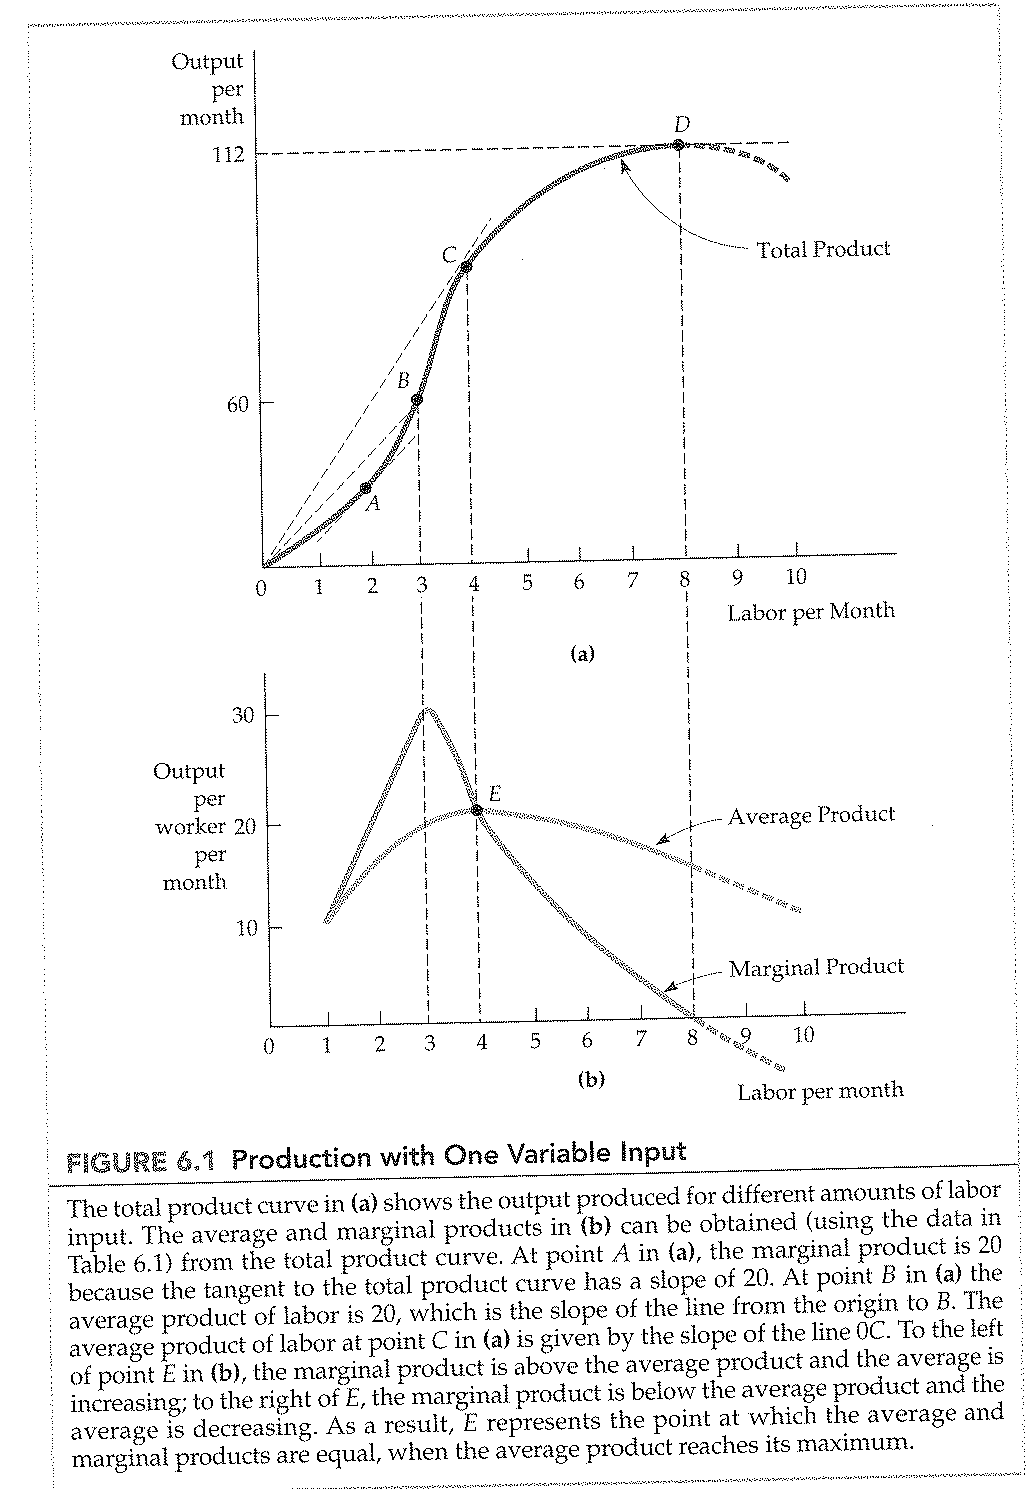 Output
per
month
112
D
Total Product
C
B
60
A
0 1 2 3 4 5 6 7 8 9 10
Labor per Month
(a)
30
Output
per
worker 20
per
month
E
Average Product
10
Marginal Product
0 1 2 3 4 5 6 7 8 9 10
(b)
Labor per month
FIGURE 6.1 Production with One Variable Input
The total product curve in (a) shows the output produced for different amounts of labor
input. The average and marginal products in (b) can be obtained (using the data in
Table 6.1) from the total product curve. At point A in (a), the marginal product is 20
because the tangent to the total product curve has a slope of 20. At point B in (a) the
average product of labor is 20, which is the slope of the line from the origin to B. The
average product of labor at point C in (a) is given by the slope of the line 0C. To the left
of point E in (b), the marginal product is above the average product and the average is
increasing; to the right of E, the marginal product is below the average product and the
average is decreasing. As a result, E represents the point at which the average and
marginal products are equal, when the average product reaches its maximum.